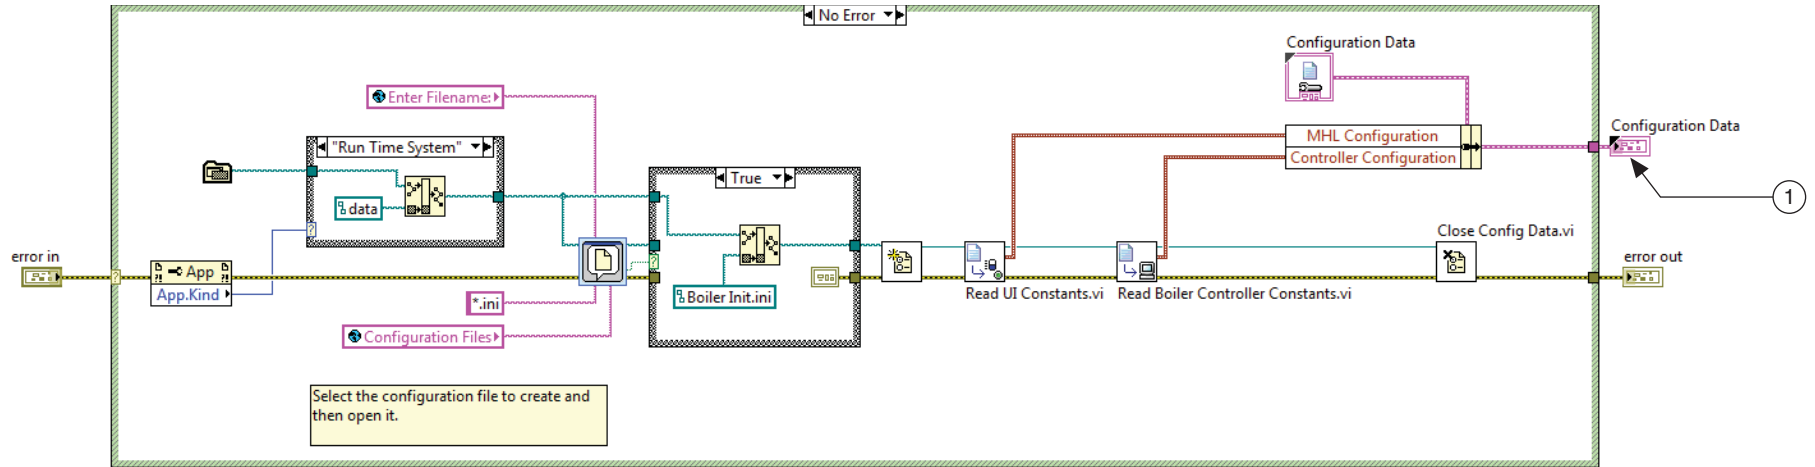 No Error
Configuration Data
Enter Filename:
"Run Time System"
MHL Configuration
Controller Configuration
Configuration Data
True
1
data
Close Config Data.vi
error in
error out
App
App.Kind
*.ini
Boiler Init.ini
Read UI Constants.vi
Read Boiler Controller Constants.vi
Configuration Files
Select the configuration file to create and
then open it.